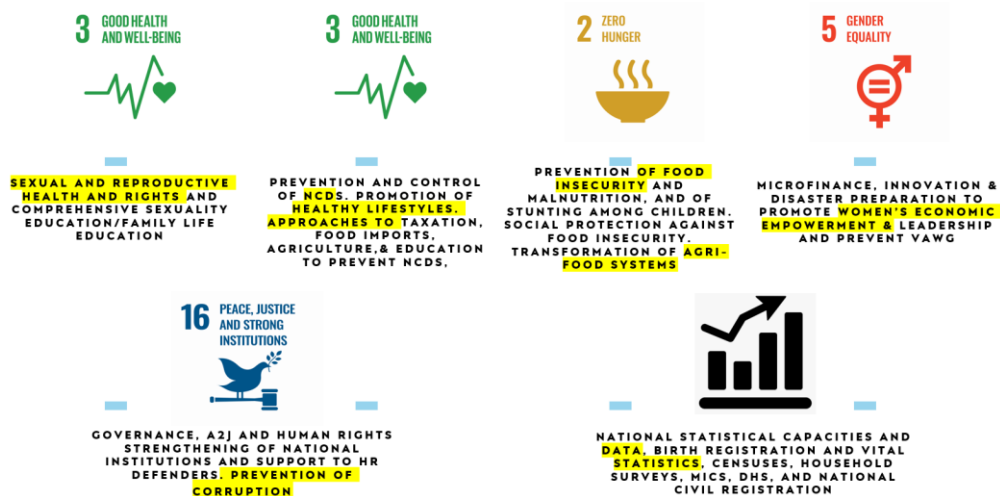 3 GOOD HEALTH
AND WELL-BEING
SEXUAL AND REPRODUCTIVE
HEALTH AND RIGHTS AND
COMPREHENSIVE SEXUALITY
EDUCATION/FAMILY LIFE
EDUCATION
3 GOOD HEALTH
AND WELL-BEING
PREVENTION AND CONTROL
OF NCDS. PROMOTION OF
HEALTHY LIFESTYLES.
APPROACHES TO TAXATION,
FOOD IMPORTS,
AGRICULTURE,& EDUCATION
TO PREVENT NCDS,
2 ZERO
HUNGER
PREVENTION OF FOOD
INSECURITY AND
MALNUTRITION, AND OF
STUNTING AMONG CHILDREN.
SOCIAL PROTECTION AGAINST
FOOD INSECURITY.
TRANSFORMATION OF AGRI-
FOOD SYSTEMS
5 GENDER
EQUALITY
MICROFINANCE, INNOVATION &
DISASTER PREPARATION TO
PROMOTE WOMEN'S ECONOMIC
EMPOWERMENT & LEADERSHIP
AND PREVENT VAWG
16 PEACE, JUSTICE
AND STRONG
INSTITUTIONS
GOVERNANCE, A2J AND HUMAN RIGHTS
STRENGTHENING OF NATIONAL
INSTITUTIONS AND SUPPORT TO HR
DEFENDERS. PREVENTION OF
CORRUPTION
NATIONAL STATISTICAL CAPACITIES AND
DATA, BIRTH REGISTRATION AND VITAL
STATISTICS, CENSUSES, HOUSEHOLD
SURVEYS, MICS, DHS, AND NATIONAL
CIVIL REGISTRATION